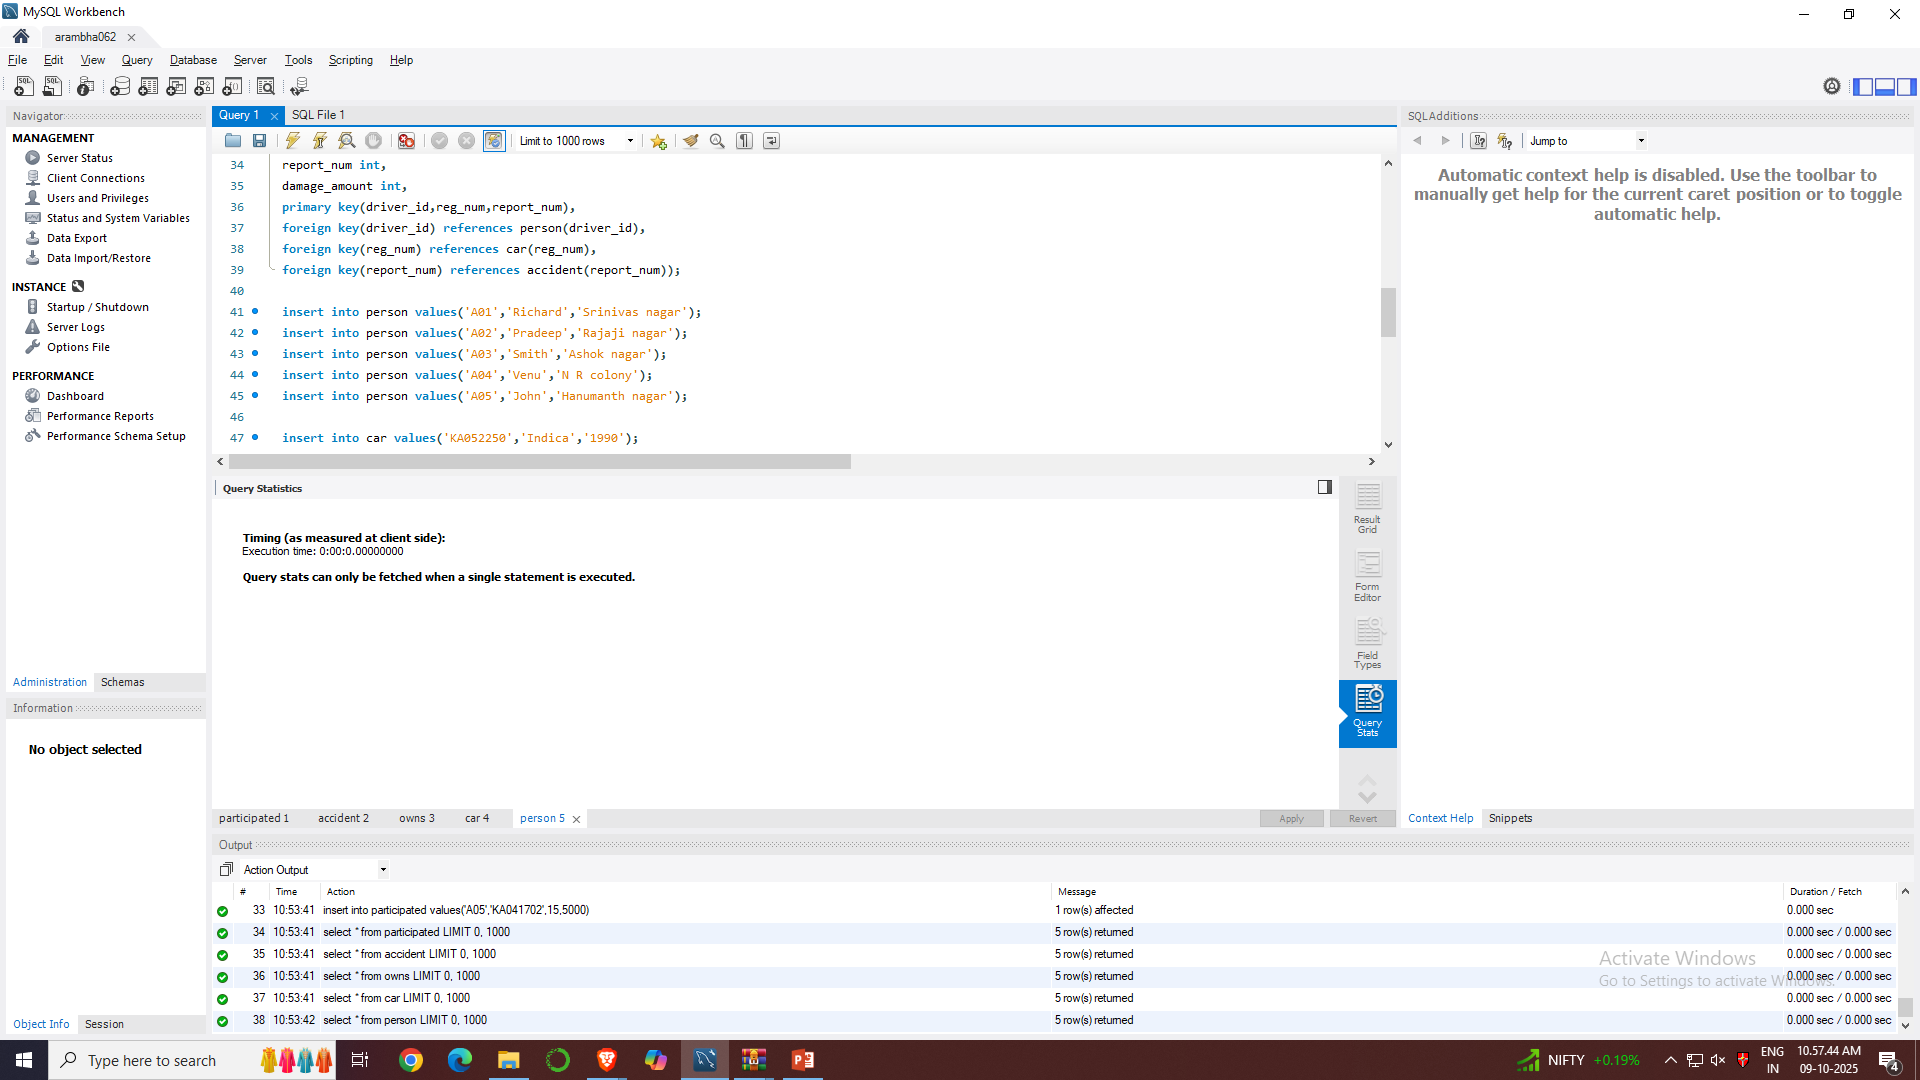 MySQL Workbench
arambha062
File Edit View Query Database Server Tools Scripting Help
Navigator
MANAGEMENT
Server Status
Client Connections
Users and Privileges
Status and System Variables
Data Export
Data Import/Restore
INSTANCE
Startup / Shutdown
Server Logs
Options File
PERFORMANCE
Dashboard
Performance Reports
Performance Schema Setup
Administration Schemas
Information
No object selected
Object Info Session
Query 1 SQL File 1
Limit to 1000 rows
34 report_num int,
35 damage_amount int,
36 primary key(driver_id,reg_num,report_num),
37 foreign key(driver_id) references person(driver_id),
38 foreign key(reg_num) references car(reg_num),
39 foreign key(report_num) references accident(report_num));
40
41 insert into person values('A01','Richard','Srinivas nagar');
42 insert into person values('A02','Pradeep','Rajaji nagar');
43 insert into person values('A03','Smith','Ashok nagar');
44 insert into person values('A04','Venu','N R colony');
45 insert into person values('A05','John','Hanumanth nagar');
46
47 insert into car values('KA052250','Indica','1990');
Query Statistics
Timing (as measured at client side):
Execution time: 0:00:0.00000000
Query stats can only be fetched when a single statement is executed.
Result
Grid
Form
Editor
Field
Types
Query
Stats
participated 1 accident 2 owns 3 car 4 person 5 Apply Revert
SQLAdditions
Jump to
Automatic context help is disabled. Use the toolbar to
manually get help for the current caret position or to toggle
automatic help.
Context Help Snippets
Output
Action Output
# Time Action Message Duration / Fetch
33 10:53:41 insert into participated values('A05','KA041702',15,5000) 1 row(s) affected 0.000 sec
34 10:53:41 select * from participated LIMIT 0, 1000 5 row(s) returned 0.000 sec / 0.000 sec
35 10:53:41 select * from accident LIMIT 0, 1000 5 row(s) returned 0.000 sec / 0.000 sec
36 10:53:41 select * from owns LIMIT 0, 1000 5 row(s) returned 0.000 sec / 0.000 sec
37 10:53:41 select * from car LIMIT 0, 1000 5 row(s) returned 0.000 sec / 0.000 sec
38 10:53:42 select * from person LIMIT 0, 1000 5 row(s) returned 0.000 sec / 0.000 sec
Activate Windows
Go to Settings to activate Windows.
Type here to search
NIFTY +0.19%
ENG
IN
10.57.44 AM
09-10-2025
4